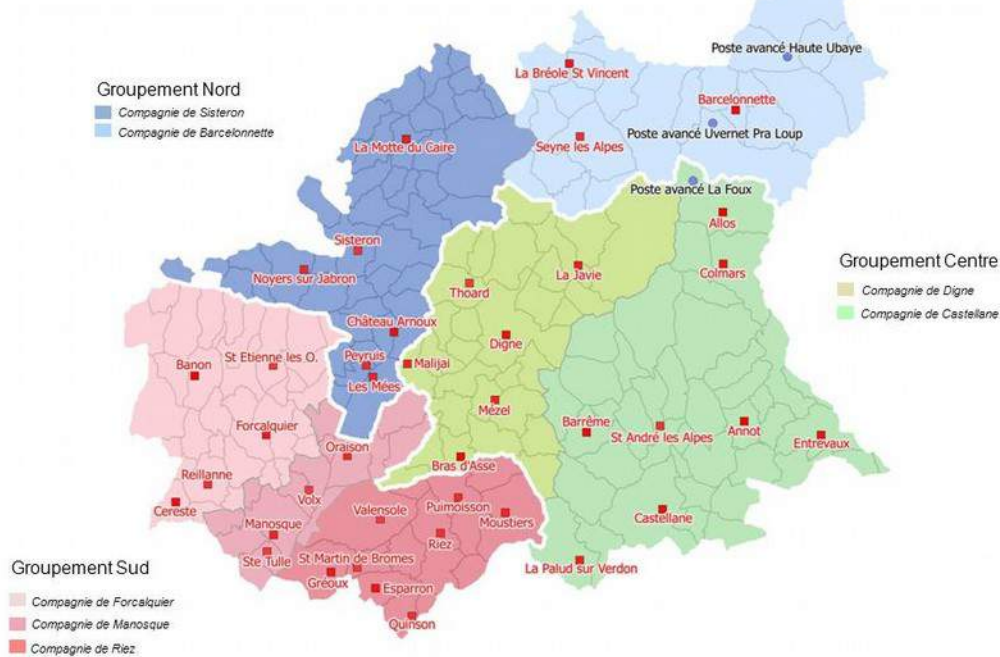 Poste avancé Haute Ubaye
La Bréole St Vincent
Groupement Nord
Compagnie de Sisteron
Compagnie de Barcelonnette
Barcelonnette
Poste avancé Uvernet Pra Loup
La Motte du Caire
Seyne les Alpes
Poste avancé La Foux
Allos
Sisteron
Noyers sur Jabron
La Javie
Colmars
Thoard
Groupement Centre
Compagnie de Digne
Compagnie de Castellane
Château Arnoux
Digne
Peyruis
Malijai
St Etienne les O.
Banon
Les Mées
Mézel
Barrême
St André les Alpes
Annot
Entrevaux
Forcalquier
Oraison
Bras d'Asse
Reillanne
Cereste
Volx
Valensole
Puimoisson
Moustiers
Castellane
Manosque
Riez
Ste Tulle
St Martin de Bromes
La Palud sur Verdon
Gréoux
Esparron
Quinson
Groupement Sud
Compagnie de Forcalquier
Compagnie de Manosque
Compagnie de Riez